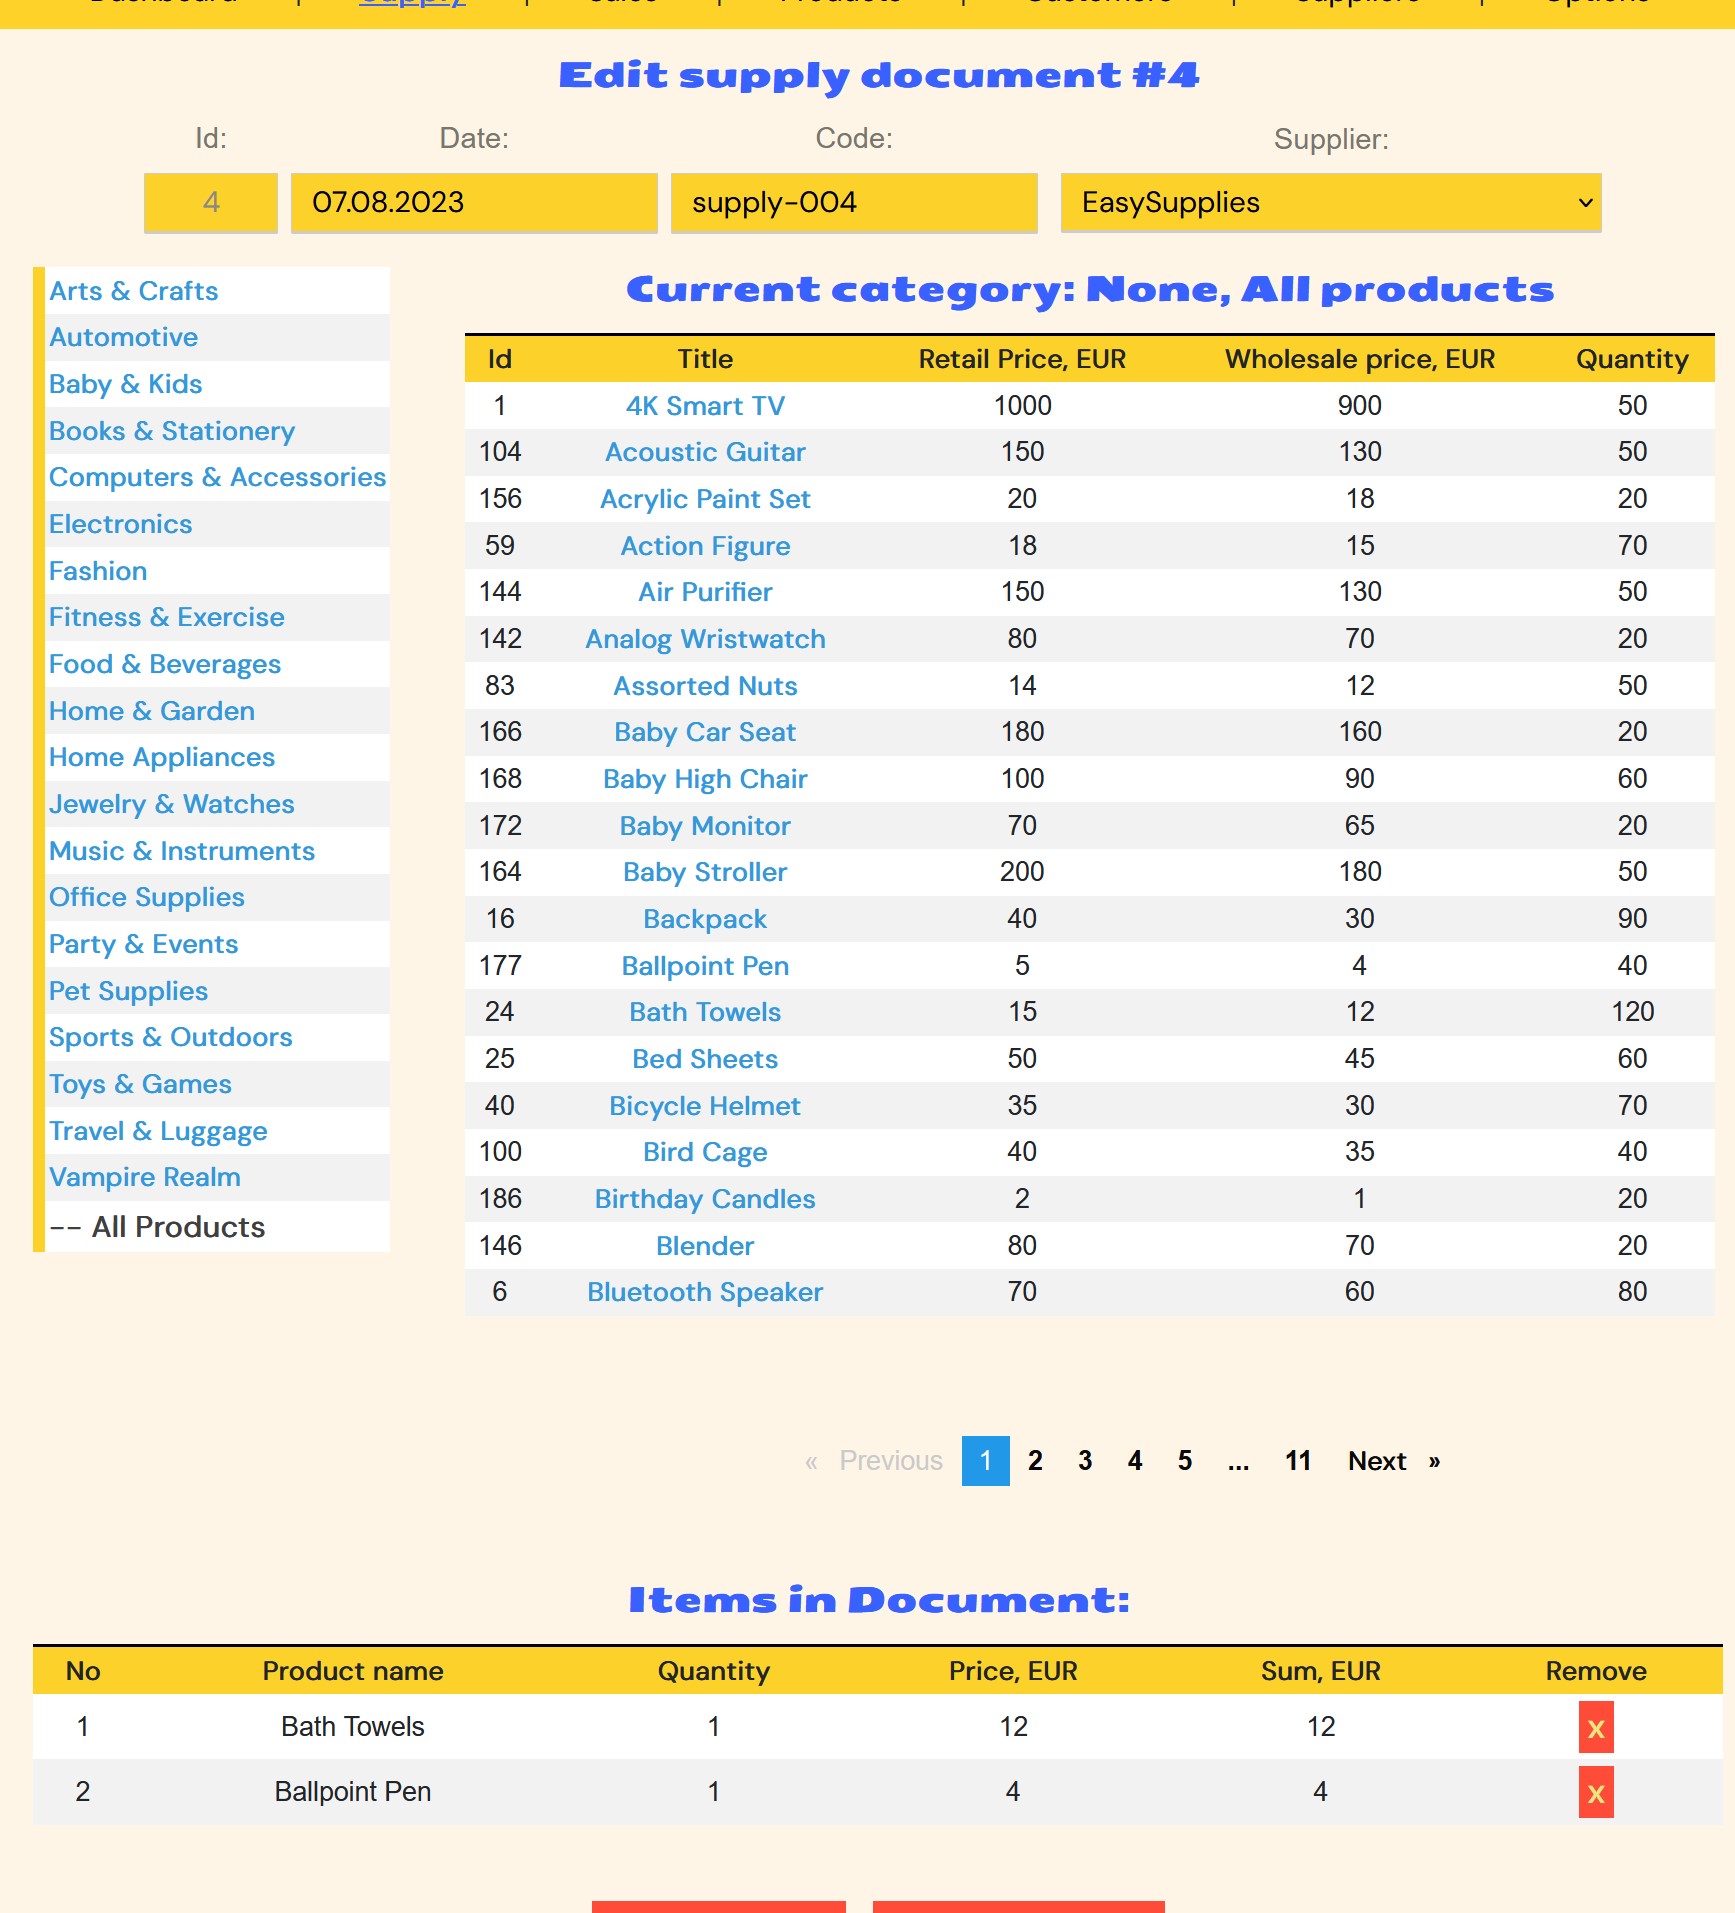 Dashboard | Supply | Sales | Products | Customers | Suppliers | Options
Edit supply document #4
Id: Date: Code: Supplier:
4 07.08.2023 supply-004 EasySupplies
Arts & Crafts
Automotive
Baby & Kids
Books & Stationery
Computers & Accessories
Electronics
Fashion
Fitness & Exercise
Food & Beverages
Home & Garden
Home Appliances
Jewelry & Watches
Music & Instruments
Office Supplies
Party & Events
Pet Supplies
Sports & Outdoors
Toys & Games
Travel & Luggage
Vampire Realm
-- All Products
Current category: None, All products
Id Title Retail Price, EUR Wholesale price, EUR Quantity
1 4K Smart TV 1000 900 50
104 Acoustic Guitar 150 130 50
156 Acrylic Paint Set 20 18 20
59 Action Figure 18 15 70
144 Air Purifier 150 130 50
142 Analog Wristwatch 80 70 20
83 Assorted Nuts 14 12 50
166 Baby Car Seat 180 160 20
168 Baby High Chair 100 90 60
172 Baby Monitor 70 65 20
164 Baby Stroller 200 180 50
16 Backpack 40 30 90
177 Ballpoint Pen 5 4 40
24 Bath Towels 15 12 120
25 Bed Sheets 50 45 60
40 Bicycle Helmet 35 30 70
100 Bird Cage 40 35 40
186 Birthday Candles 2 1 20
146 Blender 80 70 20
6 Bluetooth Speaker 70 60 80
« Previous 1 2 3 4 5 ... 11 Next »
Items in Document:
No Product name Quantity Price, EUR Sum, EUR Remove
1 Bath Towels 1 12 12 X
2 Ballpoint Pen 1 4 4 X